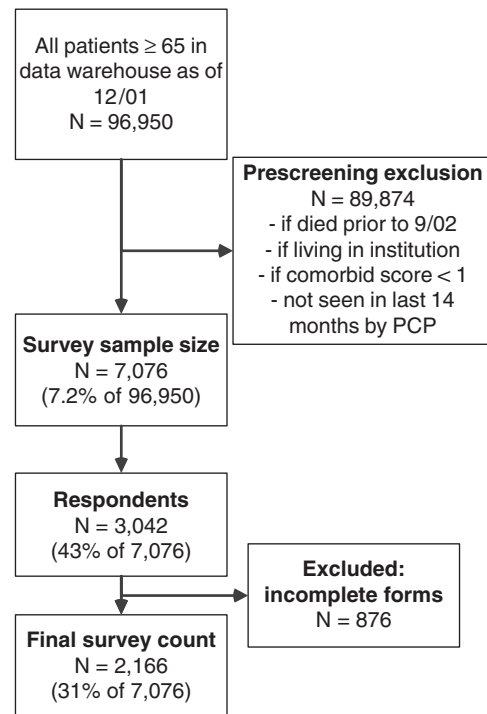 All patients ≥ 65 in
data warehouse as of
12/01
N = 96,950
Prescreening exclusion
N = 89,874
- if died prior to 9/02
- if living in institution
- if comorbid score < 1
- not seen in last 14
months by PCP
Survey sample size
N = 7,076
(7.2% of 96,950)
Respondents
N = 3,042
(43% of 7,076)
Excluded:
incomplete forms
N = 876
Final survey count
N = 2,166
(31% of 7,076)